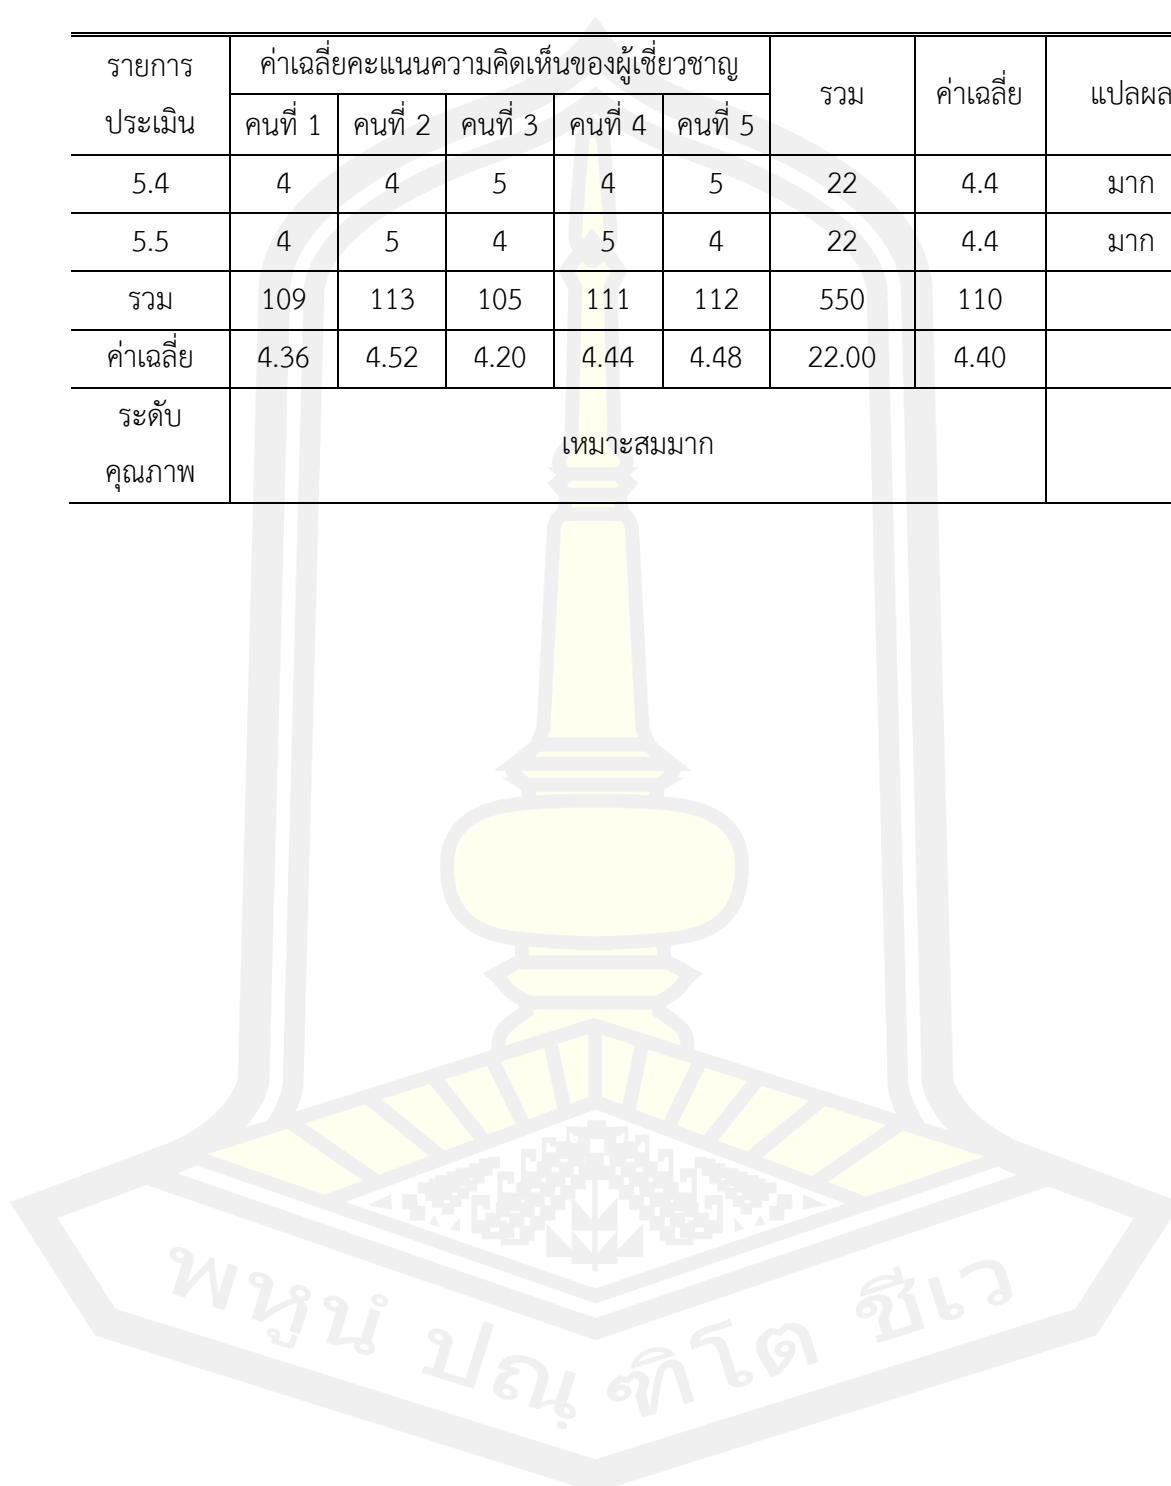 รายการ ค่าเฉลี่ยคะแนนความคิดเห็นของผู้เชี่ยวชาญ รวม ค่าเฉลี่ย แปลผล
ประเมิน คนที่ 1 คนที่ 2 คนที่ 3 คนที่ 4 คนที่ 5
5.4 4 4 5 4 5 22 4.4 มาก
5.5 4 5 4 5 4 22 4.4 มาก
รวม 109 113 105 111 112 550 110
ค่าเฉลี่ย 4.36 4.52 4.20 4.44 4.48 22.00 4.40
ระดับ
คุณภาพ เหมาะสมมาก
พหูนํ ปณฺฑิโต ชีเว